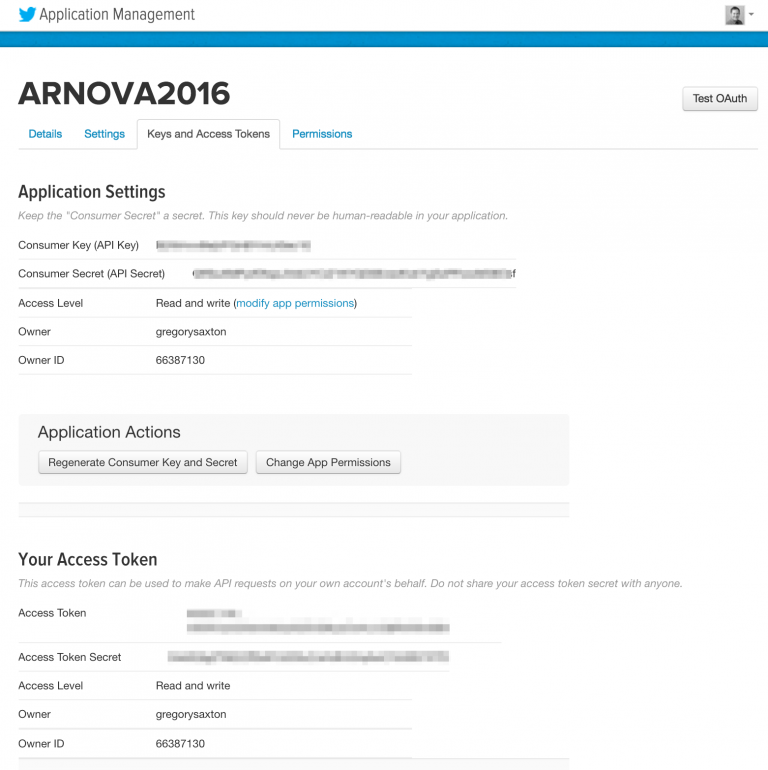 Application Management
ARNOVA2016
Test OAuth
Details Settings Keys and Access Tokens Permissions
Application Settings
Keep the "Consumer Secret" a secret. This key should never be human-readable in your application.
Consumer Key (API Key)
Consumer Secret (API Secret)
Access Level Read and write (modify app permissions)
Owner gregorysaxton
Owner ID 66387130
Application Actions
Regenerate Consumer Key and Secret Change App Permissions
Your Access Token
This access token can be used to make API requests on your own account's behalf. Do not share your access token secret with anyone.
Access Token
Access Token Secret
Access Level Read and write
Owner gregorysaxton
Owner ID 66387130